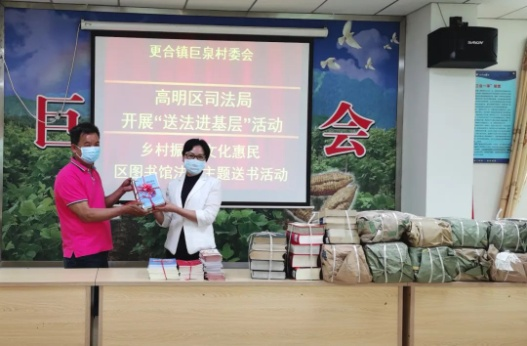 更合镇巨泉村委会
高明区司法局
开展“送法进基层”活动
乡村振 文化惠民
区图书馆法 主题送书活动
巨 会